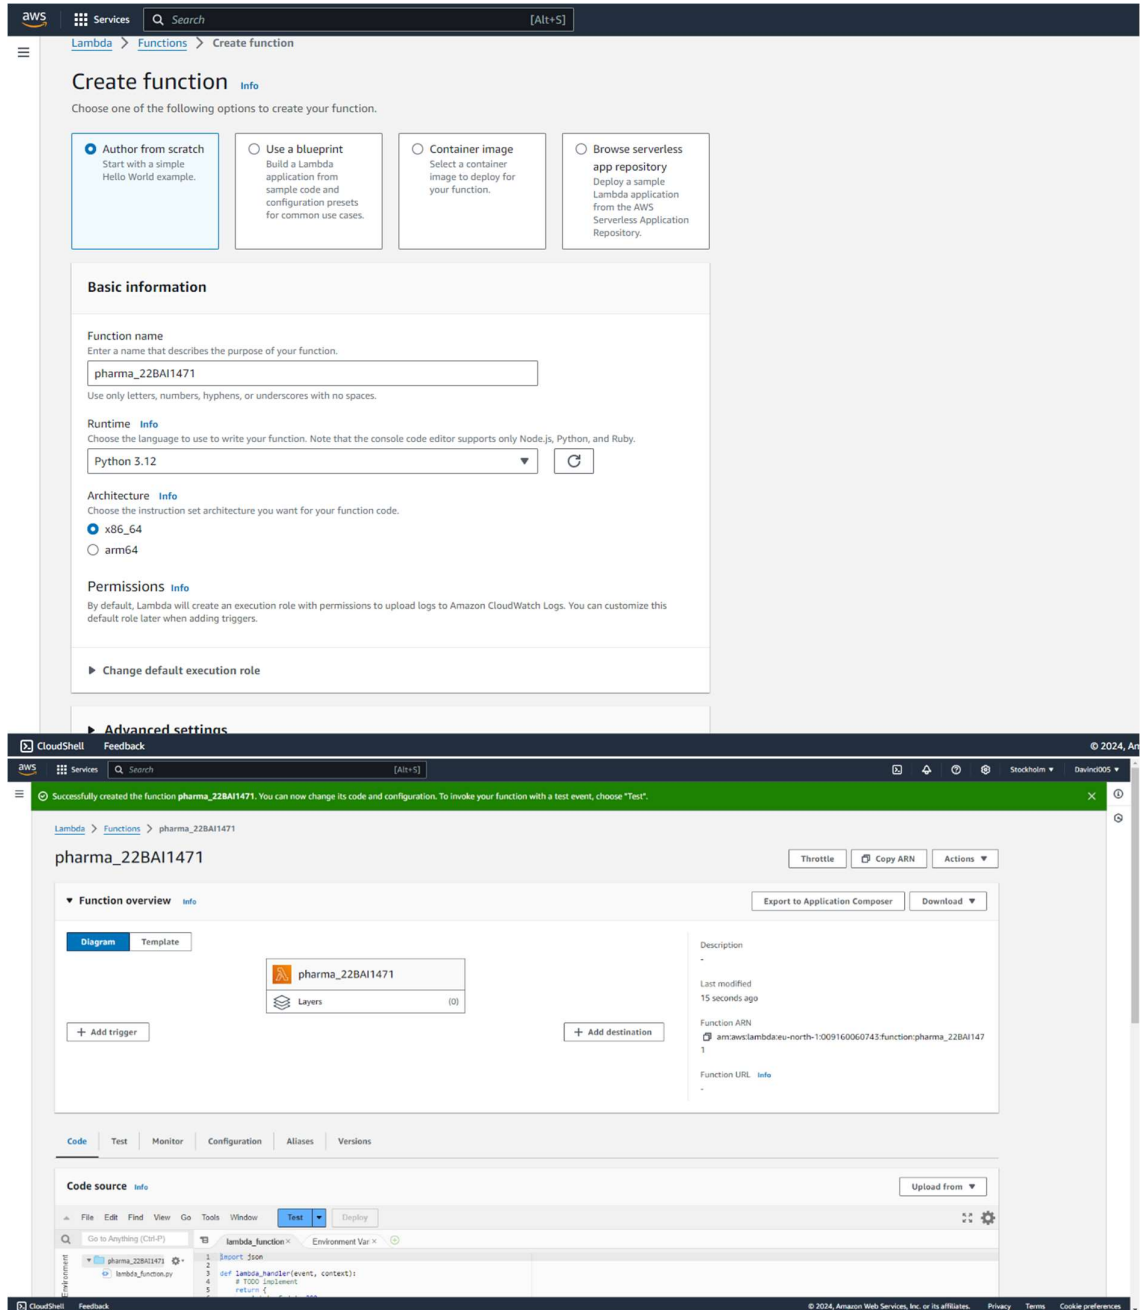 aws
Services
Search
[Alt+S]
Lambda > Functions > Create function
Create function Info
Choose one of the following options to create your function.
Author from scratch
Start with a simple
Hello World example.
Use a blueprint
Build a Lambda
application from
sample code and
configuration presets
for common use cases.
Container image
Select a container
image to deploy for
your function.
Browse serverless
app repository
Deploy a sample
Lambda application
from the AWS
Serverless Application
Repository.
Basic information
Function name
Enter a name that describes the purpose of your function.
pharma_22BAI1471
Use only letters, numbers, hyphens, or underscores with no spaces.
Runtime Info
Choose the language to use to write your function. Note that the console code editor supports only Node.js, Python, and Ruby.
Python 3.12
Architecture Info
Choose the instruction set architecture you want for your function code.
x86_64
arm64
Permissions Info
By default, Lambda will create an execution role with permissions to upload logs to Amazon CloudWatch Logs. You can customize this
default role later when adding triggers.
Change default execution role
Advanced settings
CloudShell Feedback © 2024, Am
aws Services Search [Alt+S] Stockholm Davinci005
Successfully created the function pharma_22BAI1471. You can now change its code and configuration. To invoke your function with a test event, choose "Test".
Lambda > Functions > pharma_22BAI1471
pharma_22BAI1471
Throttle Copy ARN Actions
Function overview Info
Export to Application Composer Download
Diagram Template
pharma_22BAI1471
Layers (0)
+ Add trigger
+ Add destination
Description
-
Last modified
15 seconds ago
Function ARN
arn:aws:lambda:eu-north-1:009160060743:function:pharma_22BAI147
1
Function URL Info
-
Code Test Monitor Configuration Aliases Versions
Code source Info
Upload from
File Edit Find View Go Tools Window Test Deploy
Go to Anything (Ctrl-P) lambda_function × Environment Var ×
Environment
pharma_22BAI1471
lambda_function.py
1 import json
2
3 def lambda_handler(event, context):
4 # TODO implement
5 return {
CloudShell Feedback © 2024, Amazon Web Services, Inc. or its affiliates. Privacy Terms Cookie preferences